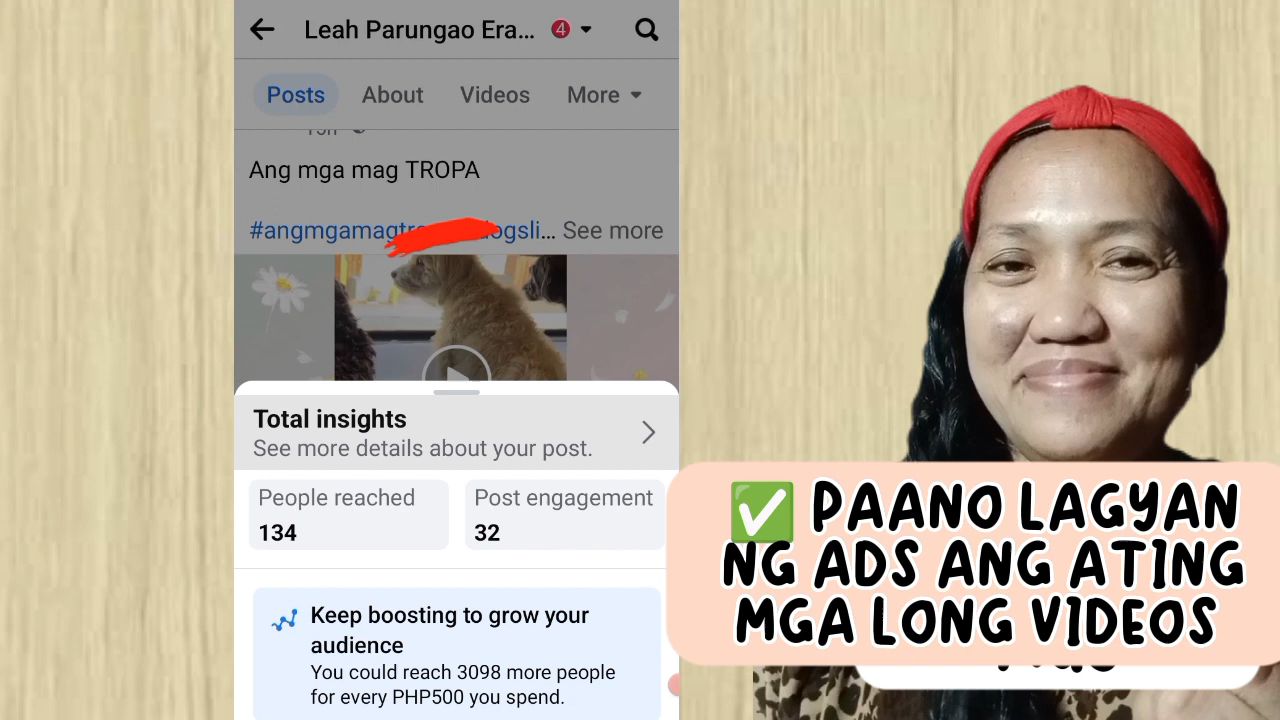 Leah Parungao Era... 4
Posts About Videos More
Ang mga mag TROPA
See more
Total insights
See more details about your post.
People reached
134
Post engagement
32
Keep boosting to grow your
audience
You could reach 3098 more people
for every PHP500 you spend.
✅ PAANO LAGYAN
NG ADS ANG ATING
MGA LONG VIDEOS